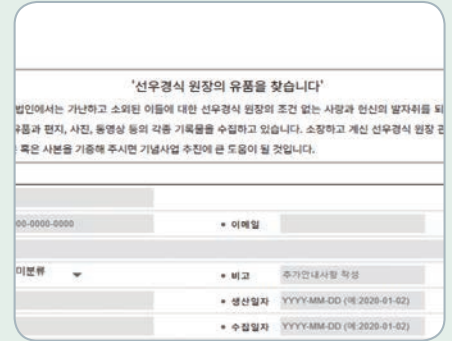 '선우경식 원장의 유품을 찾습니다'
법인에서는 가난하고 소외된 이들에 대한 선우경식 원장의 조건 없는 사랑과 헌신의 발자취를 되
유품과 편지, 사진, 동영상 등의 각종 기록물을 수집하고 있습니다. 소장하고 계신 선우경식 원장 관
혹은 사본을 기증해 주시면 기념사업 추진에 큰 도움이 될 것입니다.
00-0000-0000 • 이메일
미분류 • 비고 추가안내사항 작성
• 생산일자 YYYY-MM-DD (예:2020-01-02)
• 수집일자 YYYY-MM-DD (예:2020-01-02)